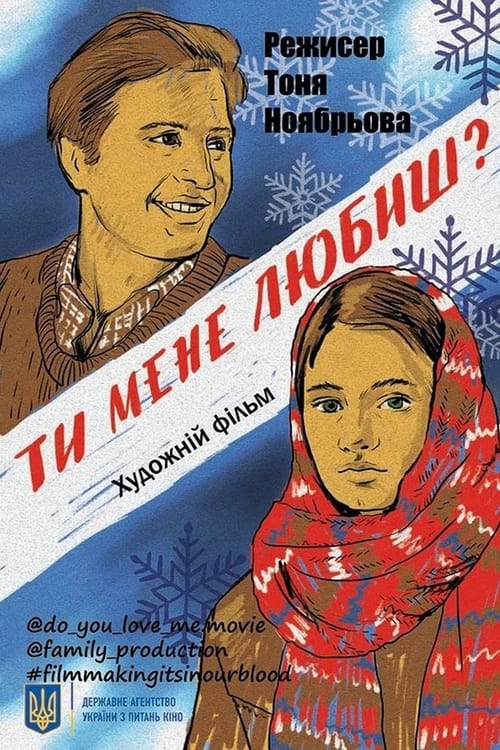 Режисер
Тоня
Ноябрьова
ТИ МЕНЕ ЛЮБИШ?
Художній фільм
@do_you_love_me.movie
@family_production
#filmmakingitsinourblood
ДЕРЖАВНЕ АГЕНТСТВО
УКРАЇНИ З ПИТАНЬ КІНО